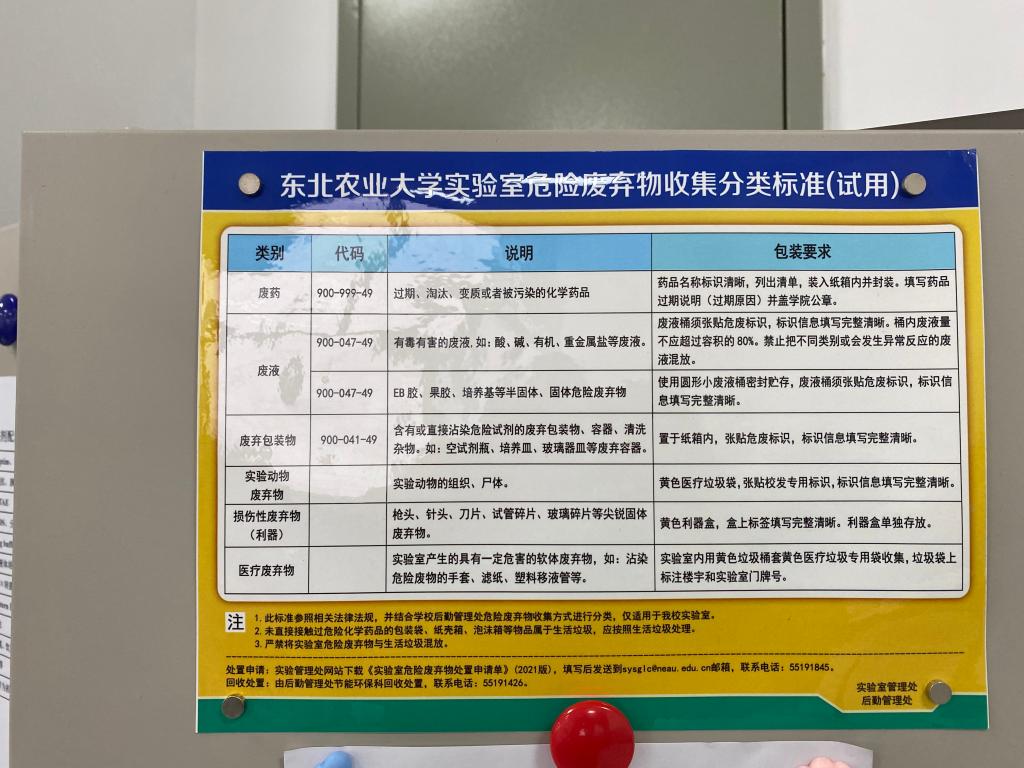 东北农业大学实验室危险废弃物收集分类标准(试用)
类别 代码 说明 包装要求
废药 900-999-49 过期、淘汰、变质或者被污染的化学药品 药品名称标识清晰，列出清单，装入纸箱内并封装。填写药品
过期说明（过期原因）并盖学院公章。
废液 900-047-49 有毒有害的废液,如：酸、碱、有机、重金属盐等废液。 废液桶须张贴危废标识，标识信息填写完整清晰。桶内废液量
不应超过容积的80%。禁止把不同类别或会发生异常反应的废
液混放。
900-047-49 EB胶、果胶、培养基等半固体、固体危险废弃物 使用圆形小废液桶密封贮存，废液桶须张贴危废标识，标识信
息填写完整清晰。
废弃包装物 900-041-49 含有或直接沾染危险试剂的废弃包装物、容器、清洗
杂物。如：空试剂瓶、培养皿、玻璃器皿等废弃容器。 置于纸箱内，张贴危废标识，标识信息填写完整清晰。
实验动物
废弃物 实验动物的组织、尸体。 黄色医疗垃圾袋,张贴校发专用标识,标识信息填写完整清晰。
损伤性废弃物
（利器） 枪头、针头、刀片、试管碎片、玻璃碎片等尖锐固体
废弃物。 黄色利器盒，盒上标签填写完整清晰。利器盒单独存放。
医疗废弃物 实验室产生的具有一定危害的软体废弃物，如：沾染
危险废物的手套、滤纸、塑料移液管等。 实验室内用黄色垃圾桶套黄色医疗垃圾专用袋收集，垃圾袋上
标注楼宇和实验室门牌号。
注 1.此标准参照相关法律法规，并结合学校后勤管理处危险废弃物收集方式进行分类，仅适用于我校实验室。
2.未直接接触过危险化学药品的包装袋、纸壳箱、泡沫箱等物品属于生活垃圾，应按照生活垃圾处理。
3.严禁将实验室危险废弃物与生活垃圾混放。
处置申请：实验管理处网站下载《实验室危险废弃物处置申请单》(2021版)，填写后发送到sysglc@neau.edu.cn邮箱，联系电话：55191845。
回收处置：由后勤管理处节能环保科回收处置，联系电话：55191426。
实验室管理处
后勤管理处